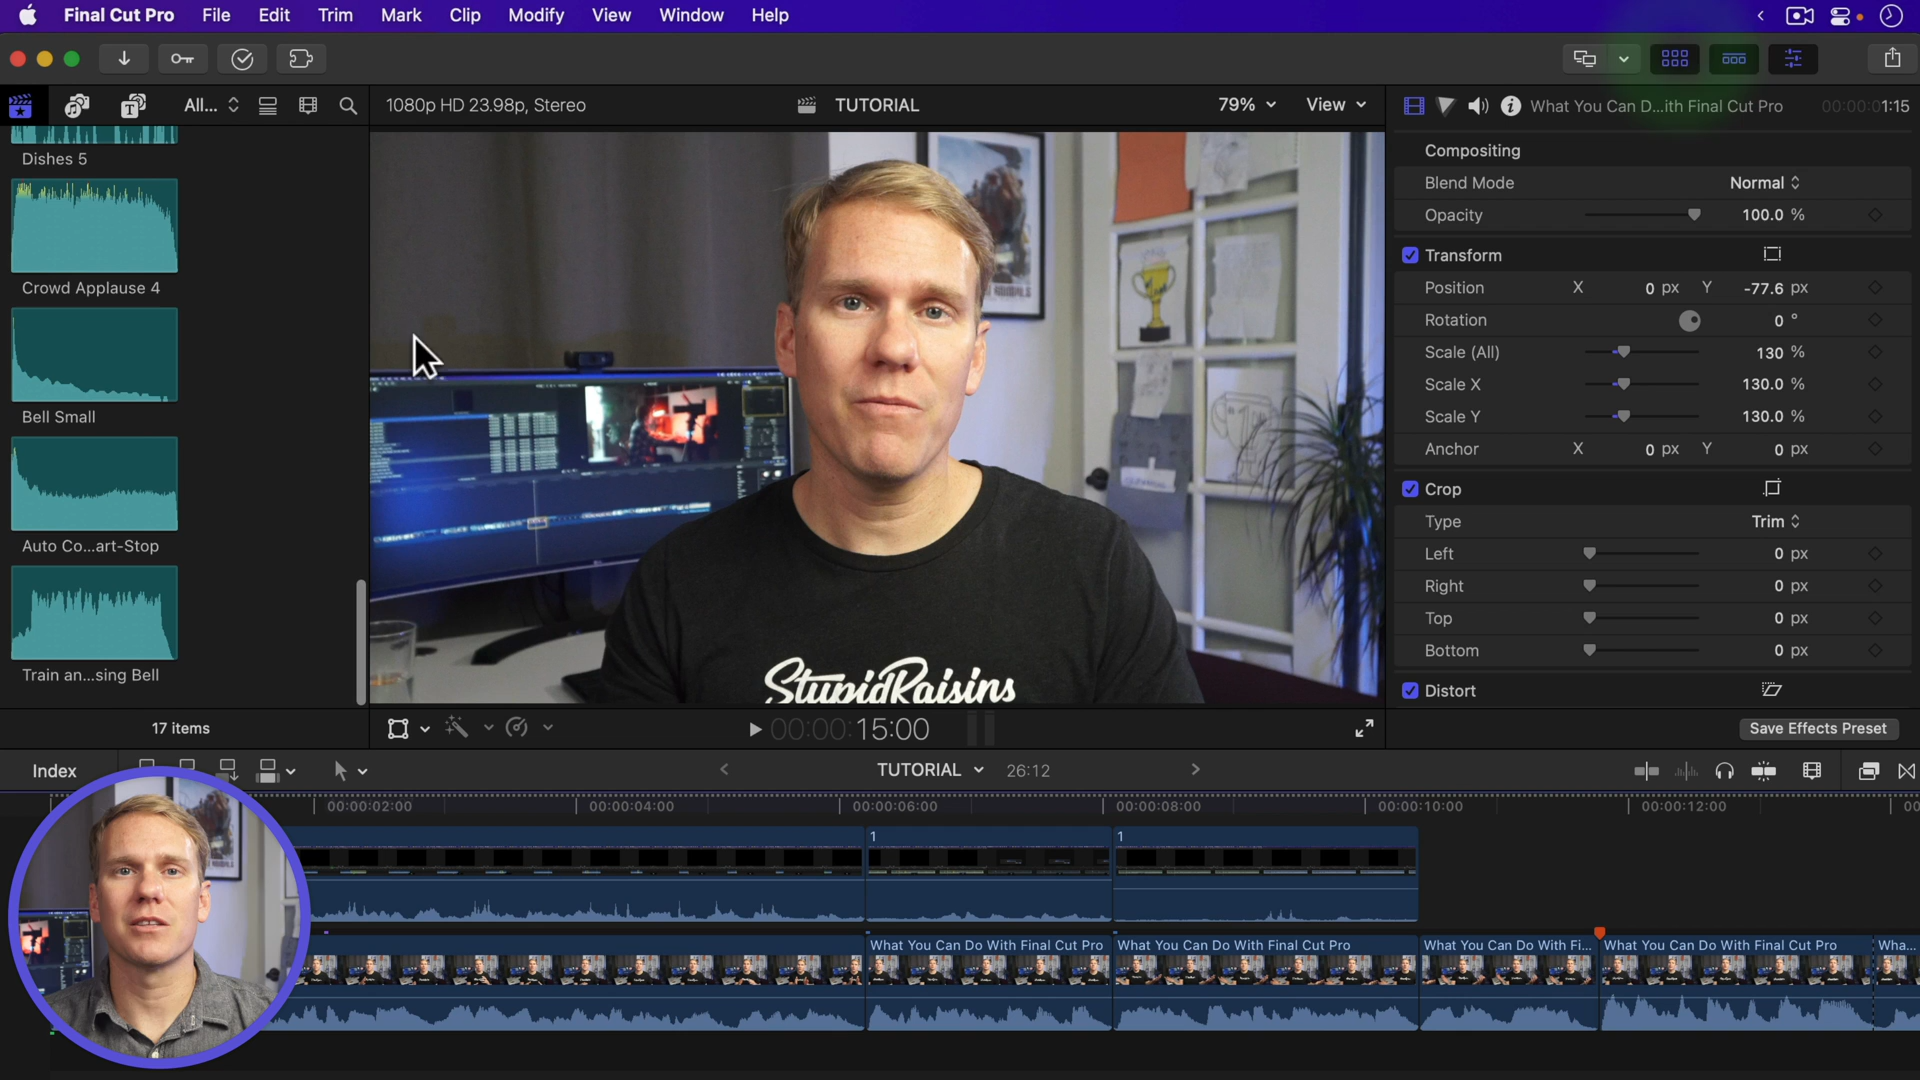 Final Cut Pro File Edit Trim Mark Clip Modify View Window Help
All... 1080p HD 23.98p, Stereo TUTORIAL 79% View What You Can D...ith Final Cut Pro 00:00:01:15
Dishes 5
Crowd Applause 4
Bell Small
Auto Co...art-Stop
Train an...sing Bell
17 items
StupidRaisins
00:00:15:00
Compositing
Blend Mode Normal
Opacity 100.0 %
Transform
Position X 0 px Y -77.6 px
Rotation 0 °
Scale (All) 130 %
Scale X 130.0 %
Scale Y 130.0 %
Anchor X 0 px Y 0 px
Crop
Type Trim
Left 0 px
Right 0 px
Top 0 px
Bottom 0 px
Distort
Save Effects Preset
Index TUTORIAL 26:12
00:00:02:00 00:00:04:00 00:00:06:00 00:00:08:00 00:00:10:00 00:00:12:00 00
1 1
What You Can Do With Final Cut Pro What You Can Do With Final Cut Pro What You Can Do With Fi... What You Can Do With Final Cut Pro Wha...